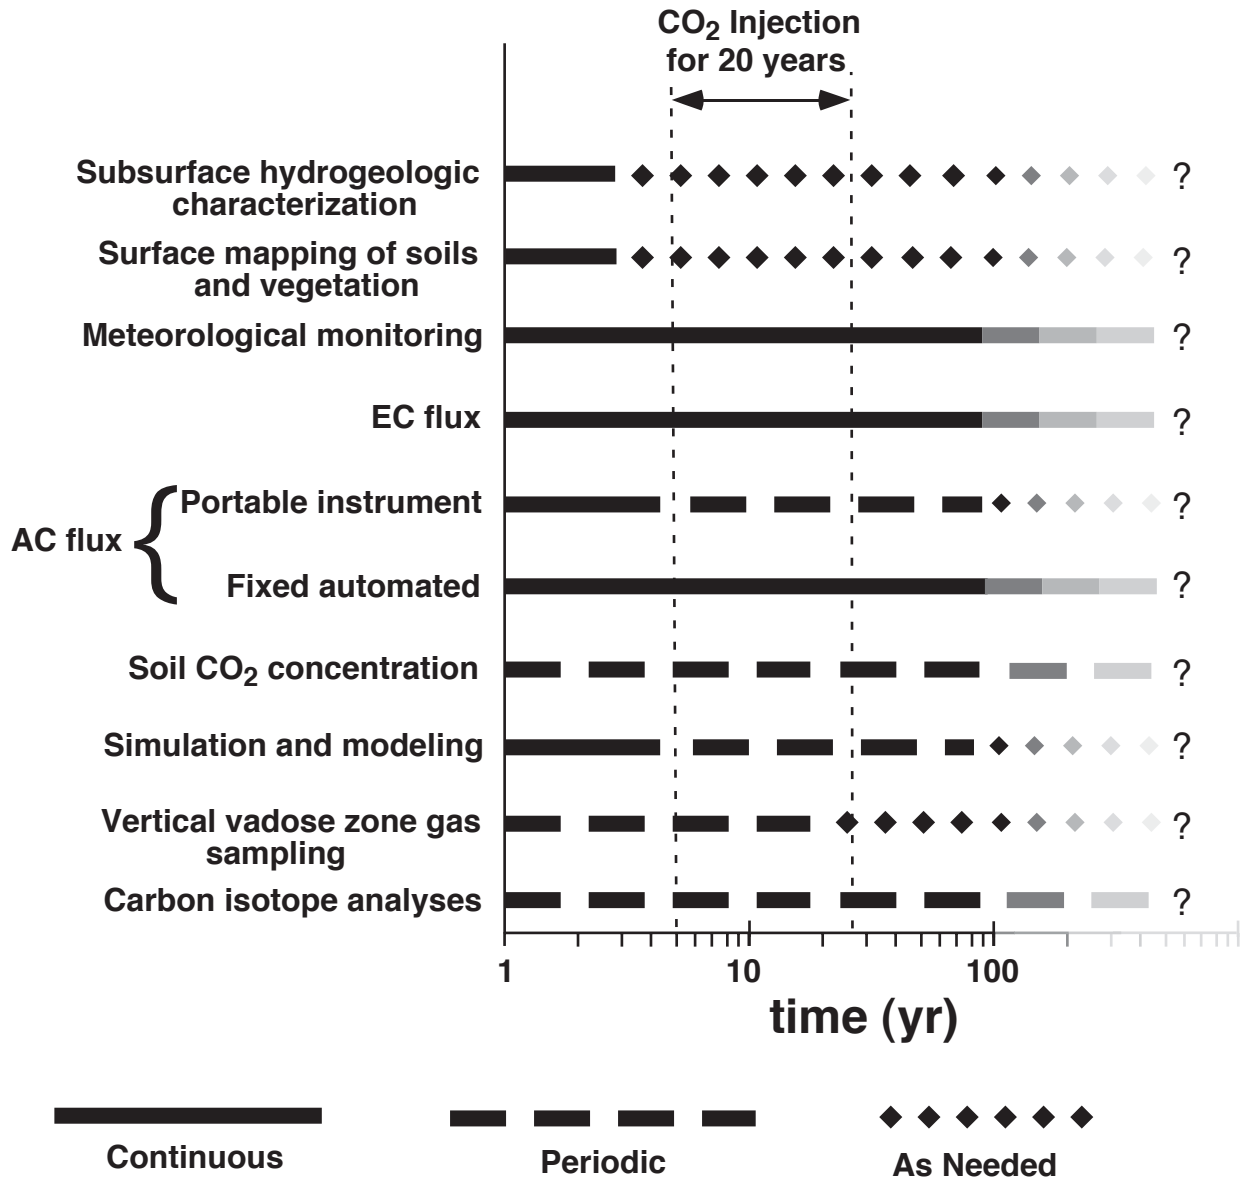 CO2 Injection
for 20 years
Subsurface hydrogeologic
characterization
?
Surface mapping of soils
and vegetation
?
Meteorological monitoring
?
EC flux
?
AC flux
{
Portable instrument
?
Fixed automated
?
Soil CO2 concentration
?
Simulation and modeling
?
Vertical vadose zone gas
sampling
?
Carbon isotope analyses
?
1 10 100
time (yr)
Continuous
Periodic
As Needed